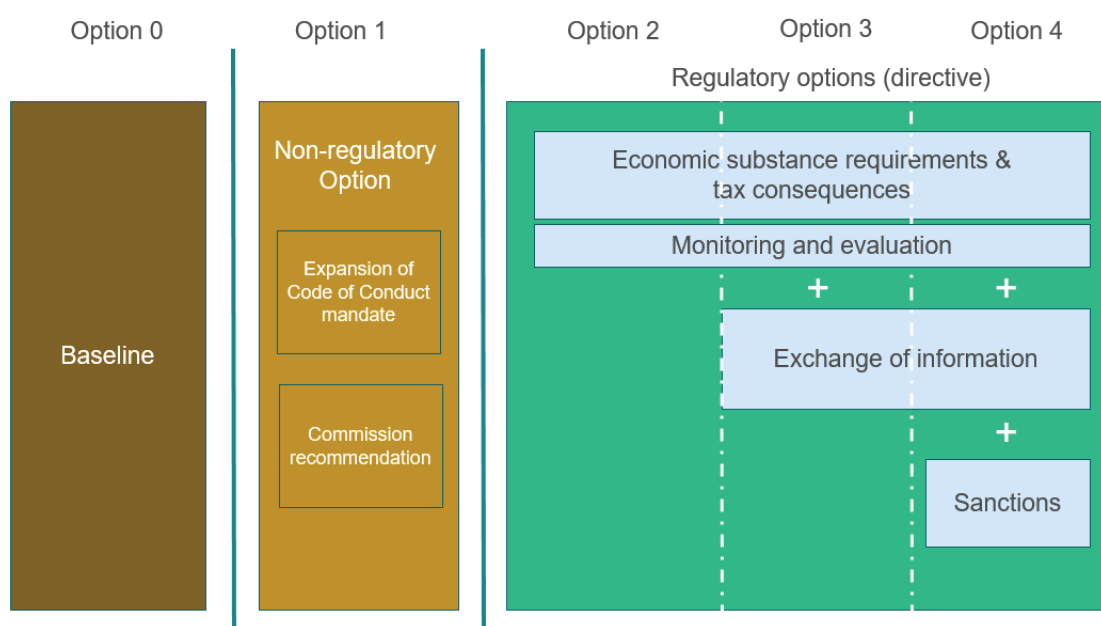 Option 0
Option 1
Option 2
Option 3
Option 4
Regulatory options (directive)
Baseline
Non-regulatory
Option
Expansion of
Code of Conduct
mandate
Commission
recommendation
Economic substance requirements &
tax consequences
Monitoring and evaluation
+
+
Exchange of information
+
Sanctions